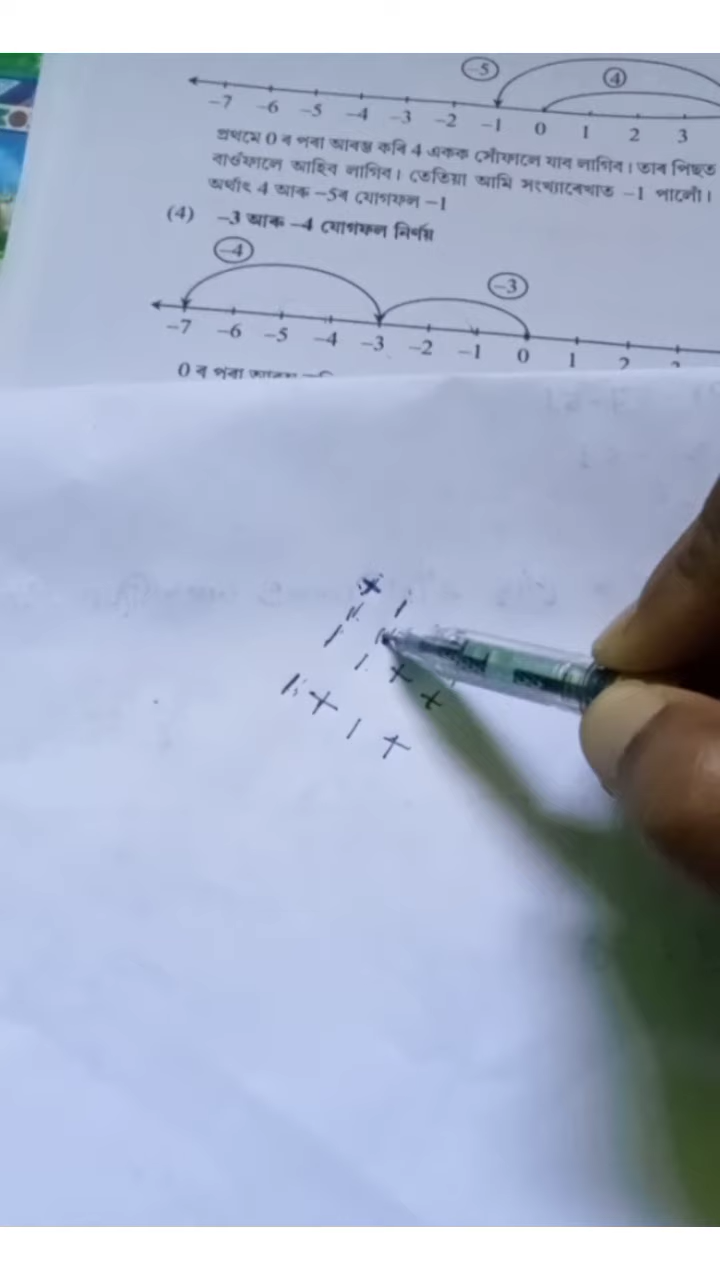 -5
4
-7 -6 -5 -4 -3 -2 -1 0 1 2 3
প্ৰথমে 0 ৰ পৰা আৰম্ভ কৰি 4 একক সোঁফালে যাব লাগিব। তাৰ পিছত
বাওঁফালে আহিব লাগিব। তেতিয়া আমি সংখ্যাৰেখাত -1 পালোঁ।
অৰ্থাৎ 4 আৰু -5ৰ যোগফল -1
(4) -3 আৰু -4 যোগফল নিৰ্ণয়
-4
-3
-7 -6 -5 -4 -3 -2 -1 0 1 2
0 ৰ পৰা